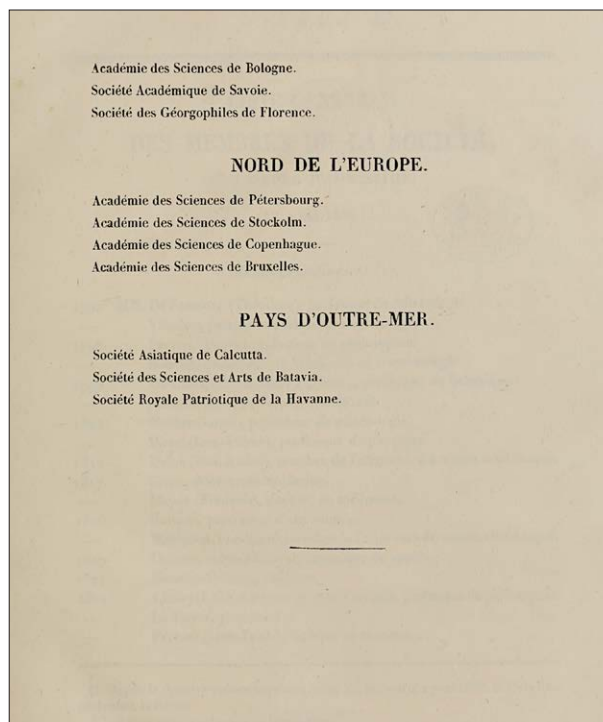 Académie des Sciences de Bologne.
Société Académique de Savoie.
Société des Géorgophiles de Florence.
NORD DE L'EUROPE.
Académie des Sciences de Pétersbourg.
Académie des Sciences de Stockolm.
Académie des Sciences de Copenhague.
Académie des Sciences de Bruxelles.
PAYS D'OUTRE-MER.
Société Asiatique de Calcutta.
Société des Sciences et Arts de Batavia.
Société Royale Patriotique de la Havanne.